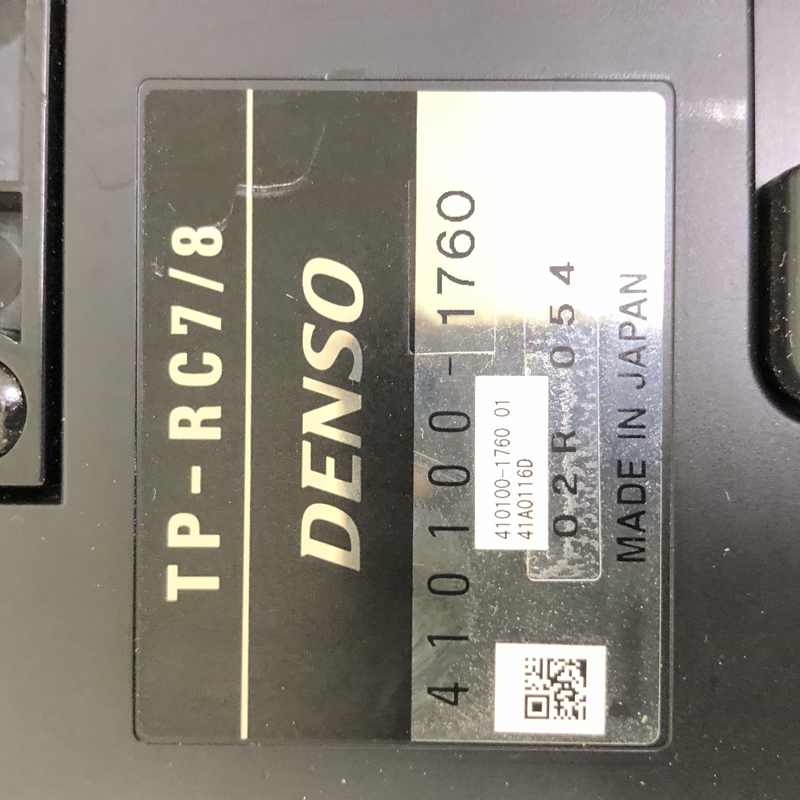 TP-RC7/8
DENSO
410100-1760
410100-1760 01
41A0116D
02R 054
MADE IN JAPAN